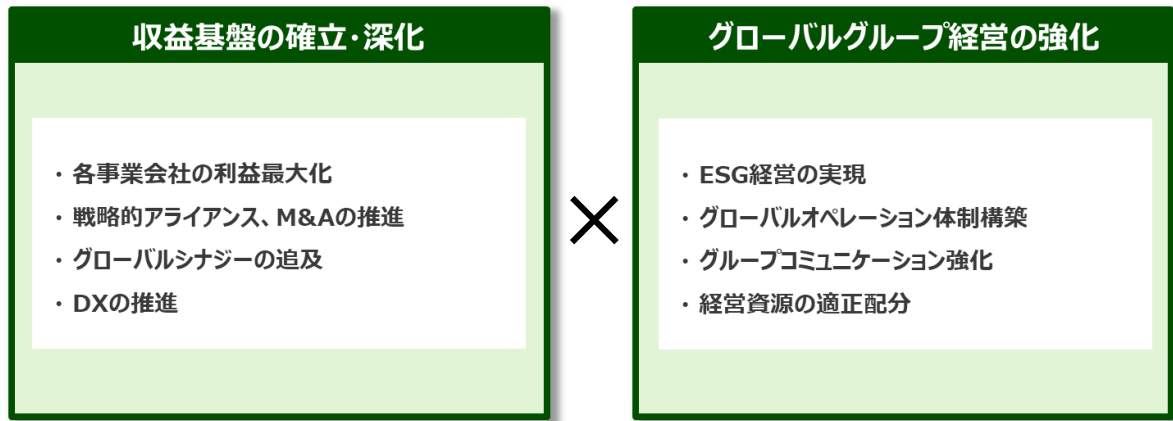 収益基盤の確立・深化
・各事業会社の利益最大化
・戦略的アライアンス、M&Aの推進
・グローバルシナジーの追及
・DXの推進
×
グローバルグループ経営の強化
・ESG経営の実現
・グローバルオペレーション体制構築
・グループコミュニケーション強化
・経営資源の適正配分